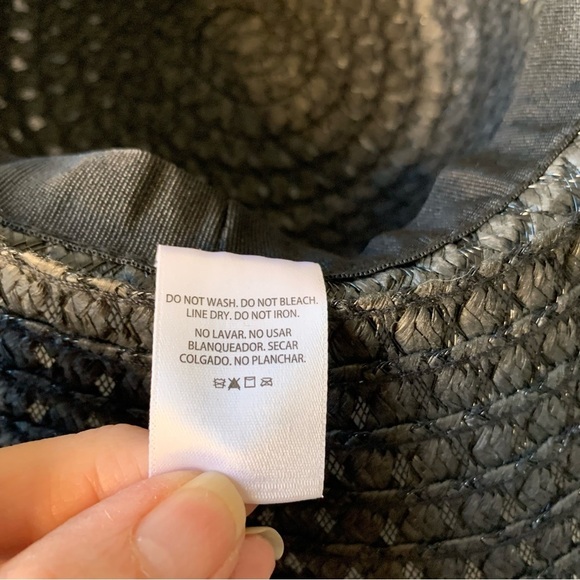 DO NOT WASH. DO NOT BLEACH.
LINE DRY. DO NOT IRON.
NO LAVAR. NO USAR
BLANQUEADOR. SECAR
COLGADO. NO PLANCHAR.